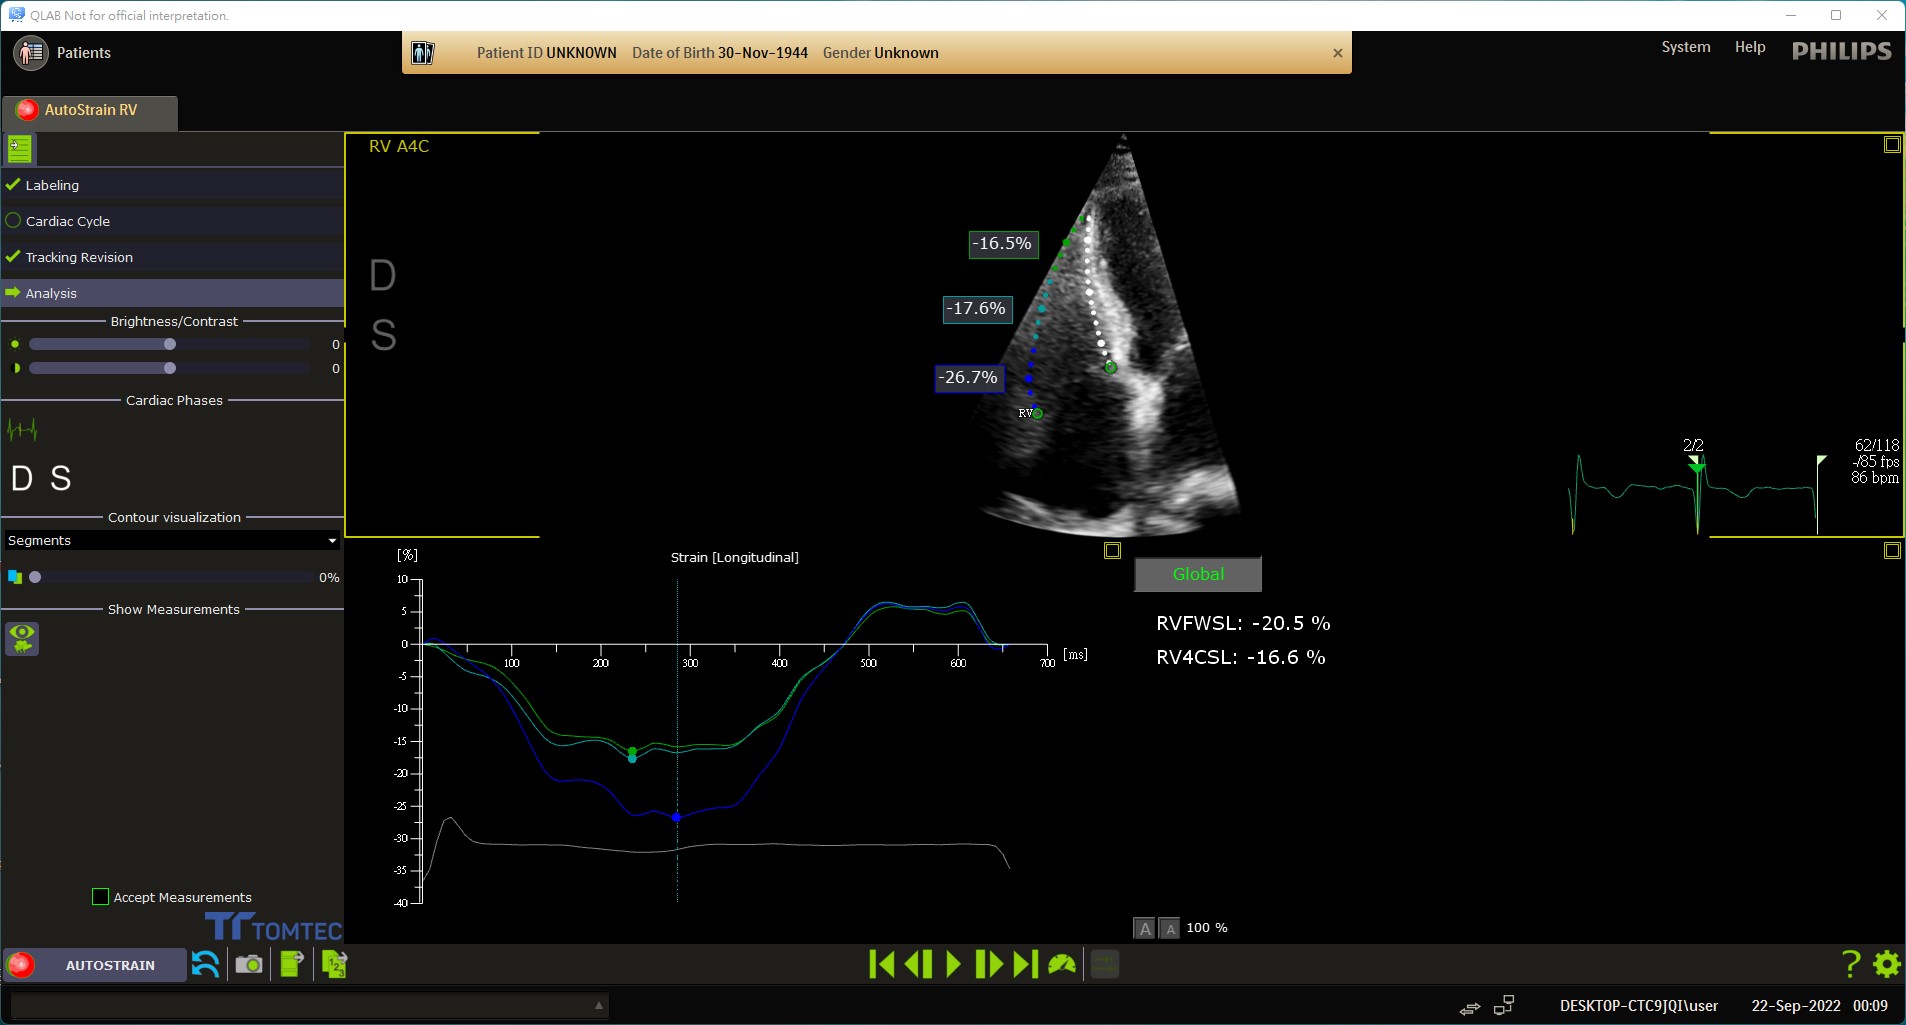 QLAB Not for official interpretation.
Patients
Patient ID UNKNOWN Date of Birth 30-Nov-1944 Gender Unknown
System Help PHILIPS
AutoStrain RV
Labeling
Cardiac Cycle
Tracking Revision
Analysis
Brightness/Contrast
0
0
Cardiac Phases
D S
Contour visualization
Segments
0%
Show Measurements
Accept Measurements
TOMTEC
RV A4C
D
S
-16.5%
-17.6%
-26.7%
RV
2/2
62/118
-/85 fps
86 bpm
[%]
Strain [Longitudinal]
10
5
0
-5
-10
-15
-20
-25
-30
-35
-40
100 200 300 400 500 600 700 [ms]
Global
RVFWSL: -20.5 %
RV4CSL: -16.6 %
A A 100 %
AUTOSTRAIN
1 2 3
?
DESKTOP-CTC9JQI\user 22-Sep-2022 00:09